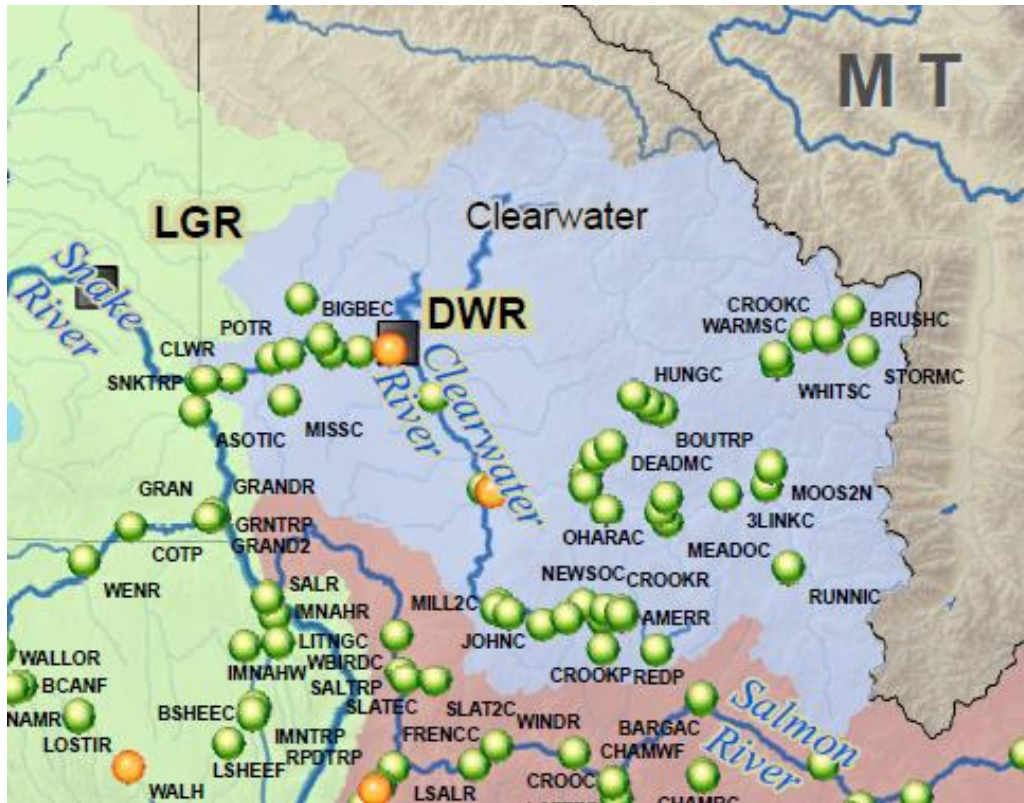 M T
Clearwater
LGR
Snake
River
BIGBEC
DWR
POTR
CLWR
SNKTRP
ASOTIC
MISSC
Clearwater
River
CROOKC
BRUSHC
WARMSC
WHITSC
STORMC
HUNGC
BOUTRP
DEADMC
MOOS2N
3LINKC
OHARAC
MEADOC
RUNNIC
GRAN
GRANDR
GRNTRP
COTP
GRAND2
WENR
SALR
IMNAHR
NEWSOC
CROOKR
MILL2C
AMERR
JOHNC
LITNGC
WALLOR
IMNAHW
WBIRDC
CROOKP
REDP
BCANF
SALTRP
SLATEC
NAMR
BSHEEC
SLAT2C
WINDR
BARGAC
Salmon
River
LOSTIR
IMNTRP
FRENCC
CHAMWF
LSHEEF
RPDTRP
WALH
LSALR
CROOC